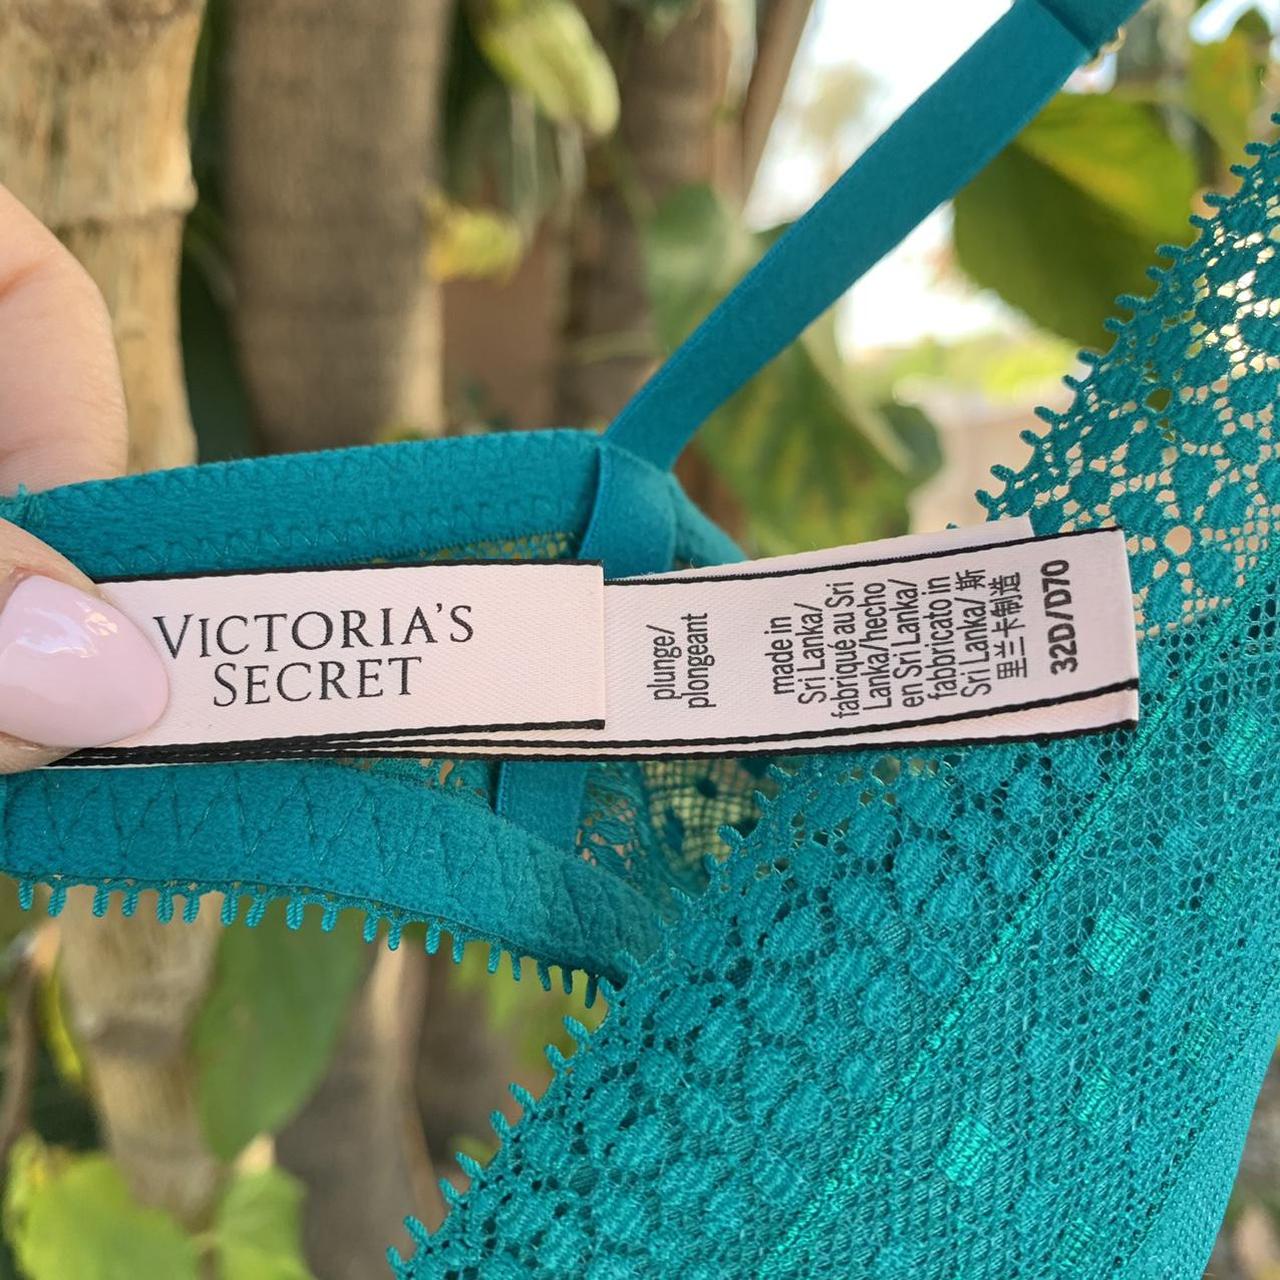 VICTORIA'S
SECRET
plunge/
plongeant
made in
Sri Lanka/
fabriqué au Sri
Lanka/hecho
en Sri Lanka/
fabbricato in
Sri Lanka/ 斯
里兰卡制造
32D/D70